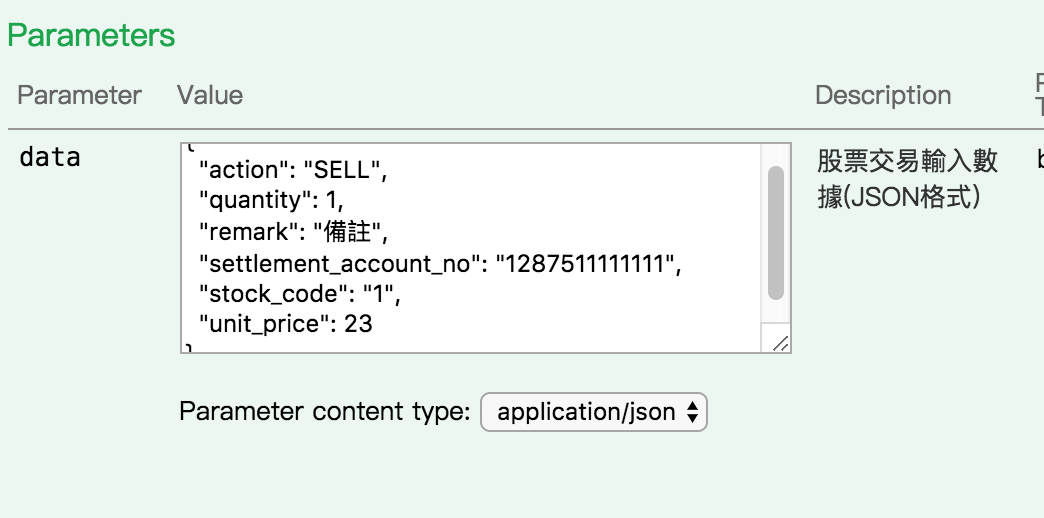 Parameters
Parameter Value Description
data
{
"action": "SELL",
"quantity": 1,
"remark": "備註",
"settlement_account_no": "1287511111111",
"stock_code": "1",
"unit_price": 23
}
股票交易輸入數
據(JSON格式)
Parameter content type: application/json